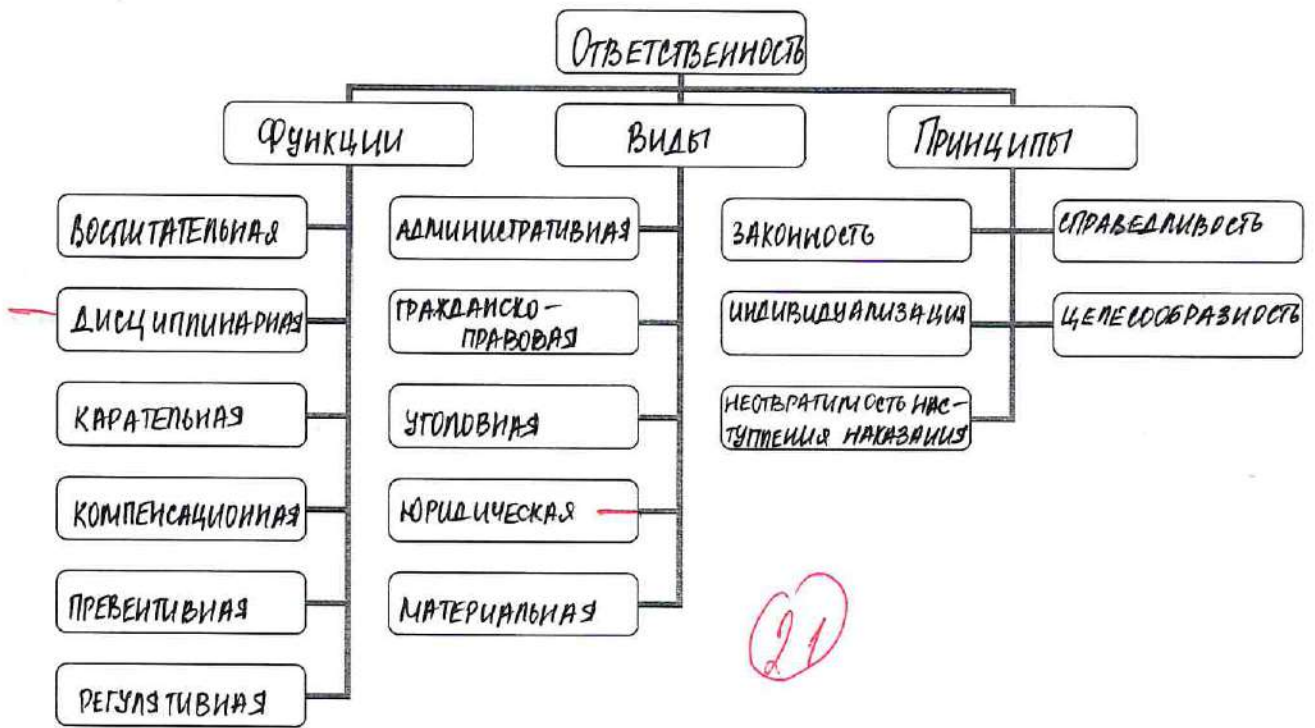 ОТВЕТСТВЕННОСТЬ
ФУНКЦИИ
ВИДЫ
ПРИНЦИПЫ
ВОСПИТАТЕЛЬНАЯ
ДИСЦИПЛИНАРНАЯ
КАРАТЕЛЬНАЯ
КОМПЕНСАЦИОННАЯ
ПРЕВЕНТИВНАЯ
РЕГУЛЯТИВНАЯ
АДМИНИСТРАТИВНАЯ
ГРАЖДАНСКО-
ПРАВОВАЯ
УГОЛОВНАЯ
ЮРИДИЧЕСКАЯ
МАТЕРИАЛЬНАЯ
ЗАКОННОСТЬ
СПРАВЕДЛИВОСТЬ
ИНДИВИДУАЛИЗАЦИЯ
ЦЕЛЕСООБРАЗНОСТЬ
НЕОТВРАТИМОСТЬ НАС-
ТУПЛЕНИЯ НАКАЗАНИЯ
21